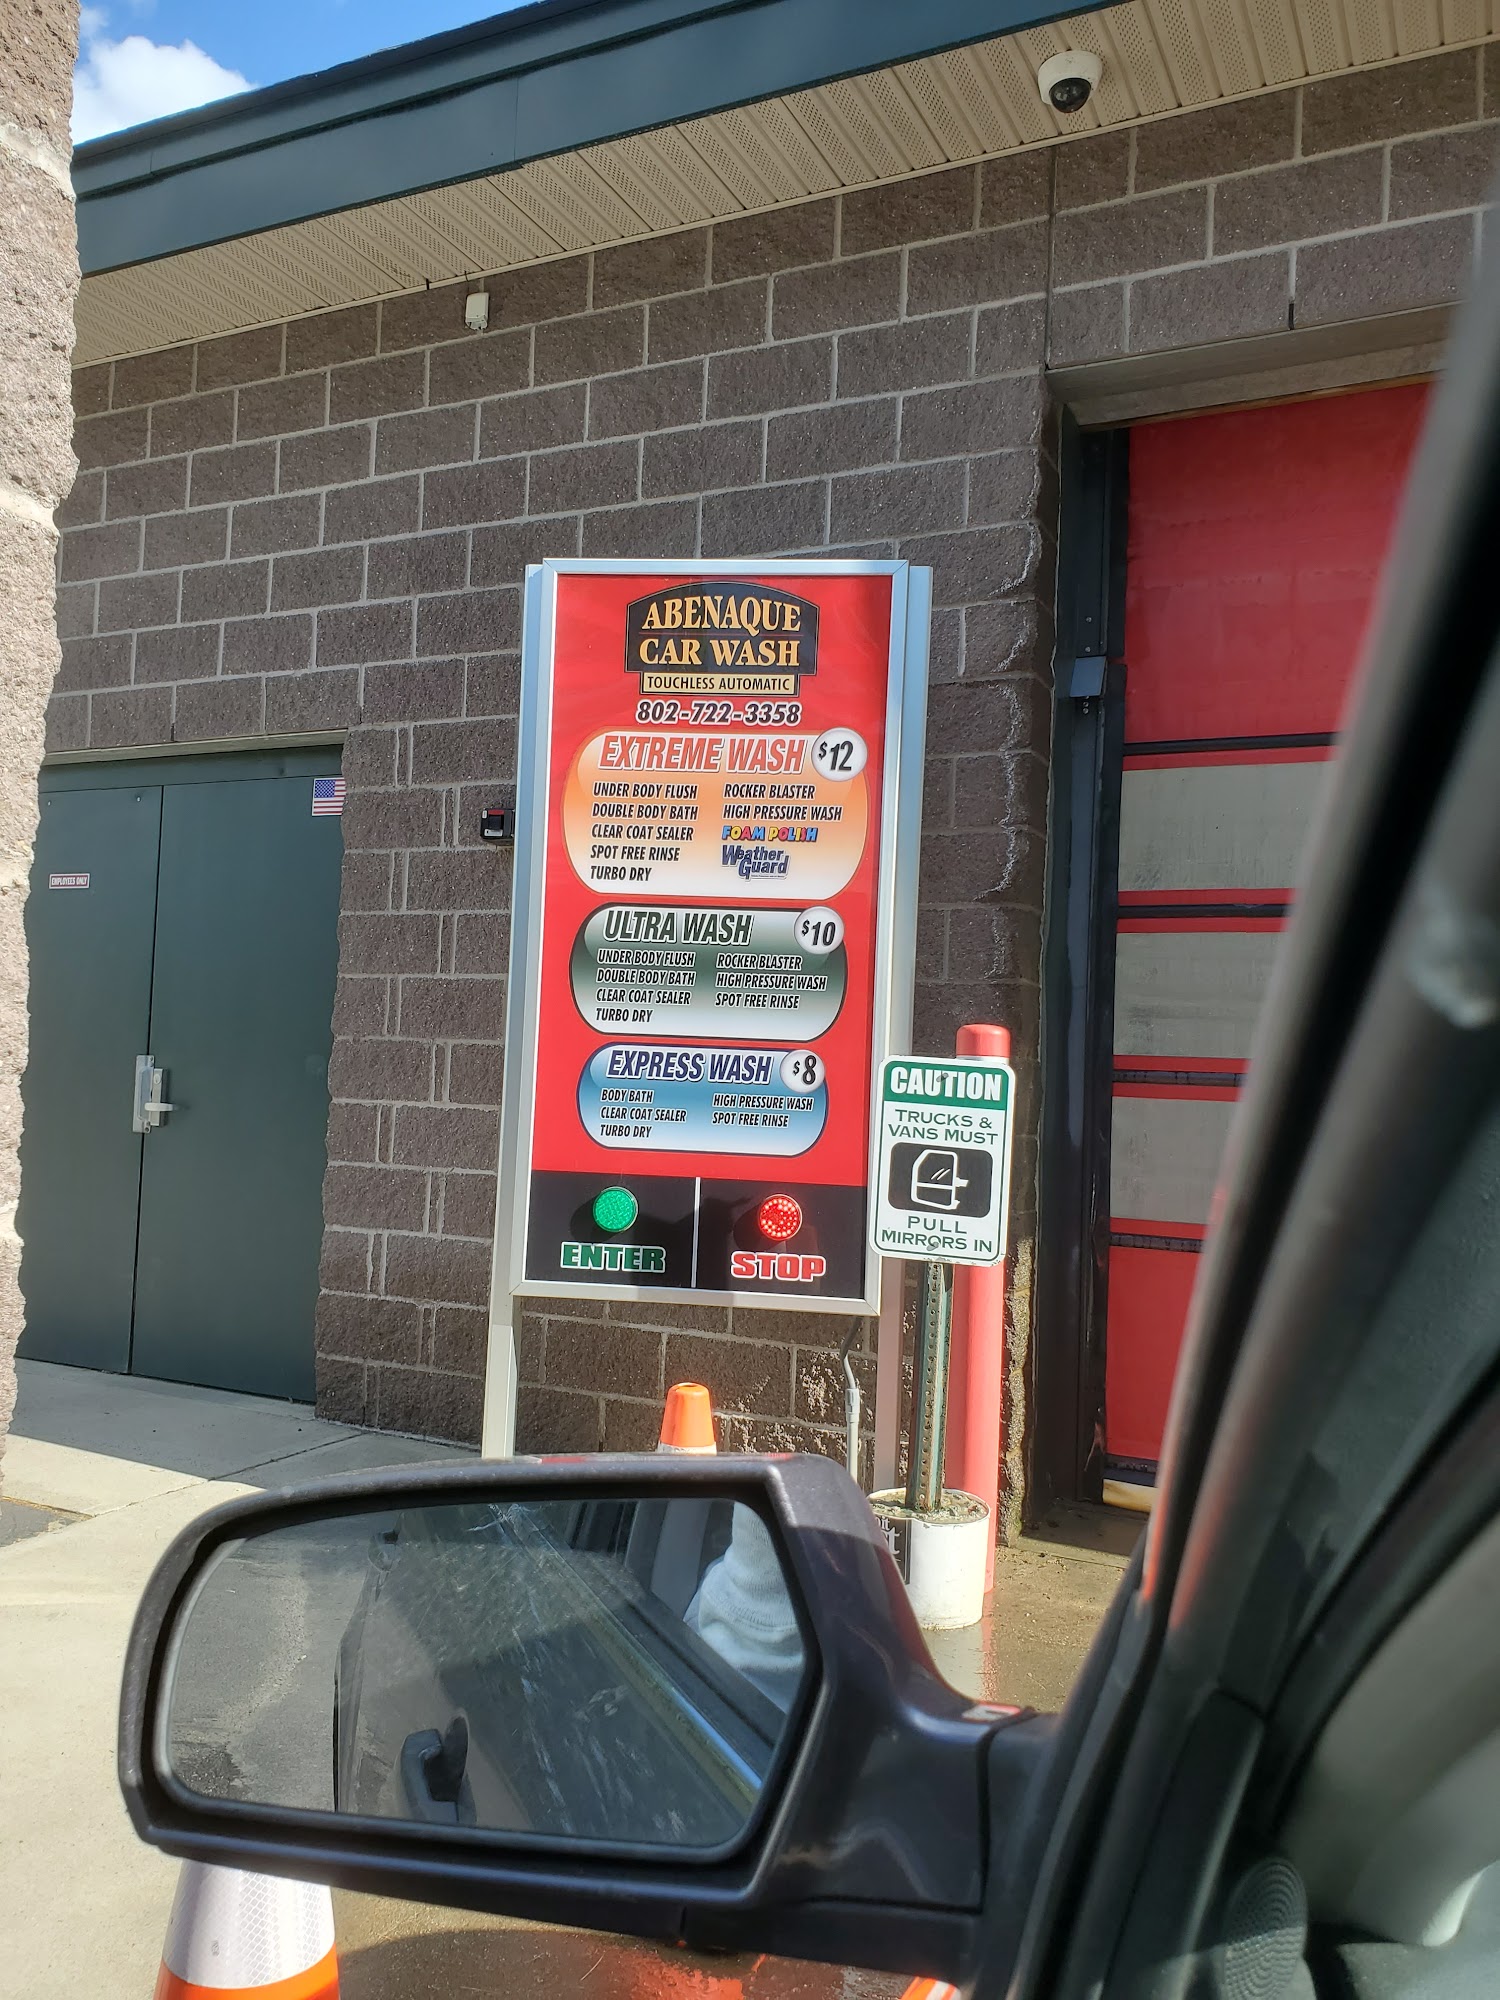 ABENAQUE
CAR WASH
TOUCHLESS AUTOMATIC
802-722-3358
EXTREME WASH $12
UNDER BODY FLUSH ROCKER BLASTER
DOUBLE BODY BATH HIGH PRESSURE WASH
CLEAR COAT SEALER FOAM POLISH
SPOT FREE RINSE Weather Guard
TURBO DRY
ULTRA WASH $10
UNDER BODY FLUSH ROCKER BLASTER
DOUBLE BODY BATH HIGH PRESSURE WASH
CLEAR COAT SEALER SPOT FREE RINSE
TURBO DRY
EXPRESS WASH $8
BODY BATH HIGH PRESSURE WASH
CLEAR COAT SEALER SPOT FREE RINSE
TURBO DRY
ENTER STOP
CAUTION
TRUCKS &
VANS MUST
PULL
MIRRORS IN
EMPLOYEES ONLY